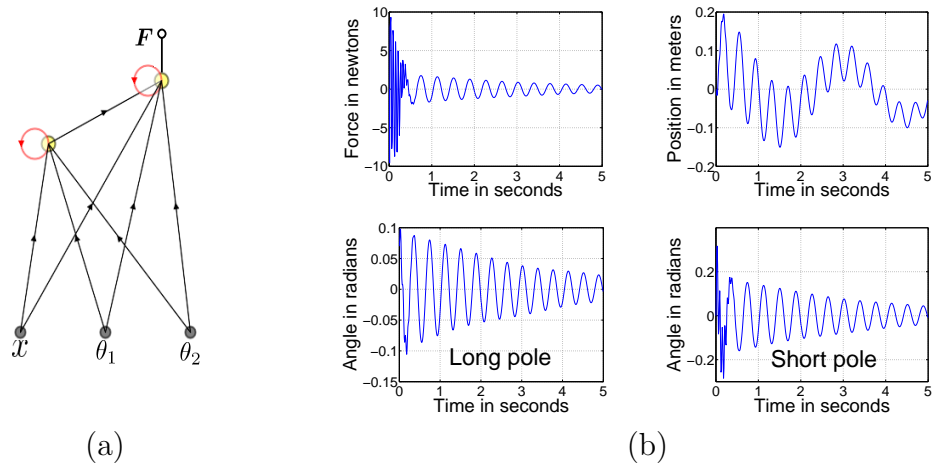 F
x
θ1
θ2
(a)
Force in newtons
10
5
0
−5
−10
0 1 2 3 4 5
Time in seconds
Position in meters
0.2
0.1
0
−0.1
−0.2
0 1 2 3 4 5
Time in seconds
Angle in radians
0.1
0.05
0
−0.05
−0.1
−0.15
0 1 2 3 4 5
Long pole
Time in seconds
Angle in radians
0.2
0
−0.2
0 1 2 3 4 5
Short pole
Time in seconds
(b)